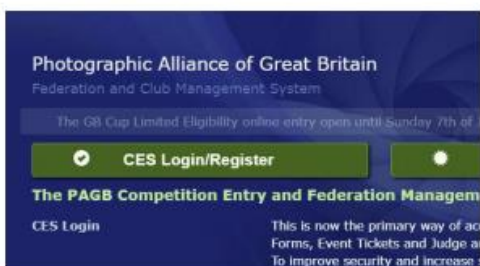 Photographic Alliance of Great Britain
Federation and Club Management System
The GB Cup Limited Eligibility online entry open until Sunday 7th of
CES Login/Register
The PAGB Competition Entry and Federation
CES Login
This is now the primary way of
Forms, Event Tickets and Judge
To improve security and increase